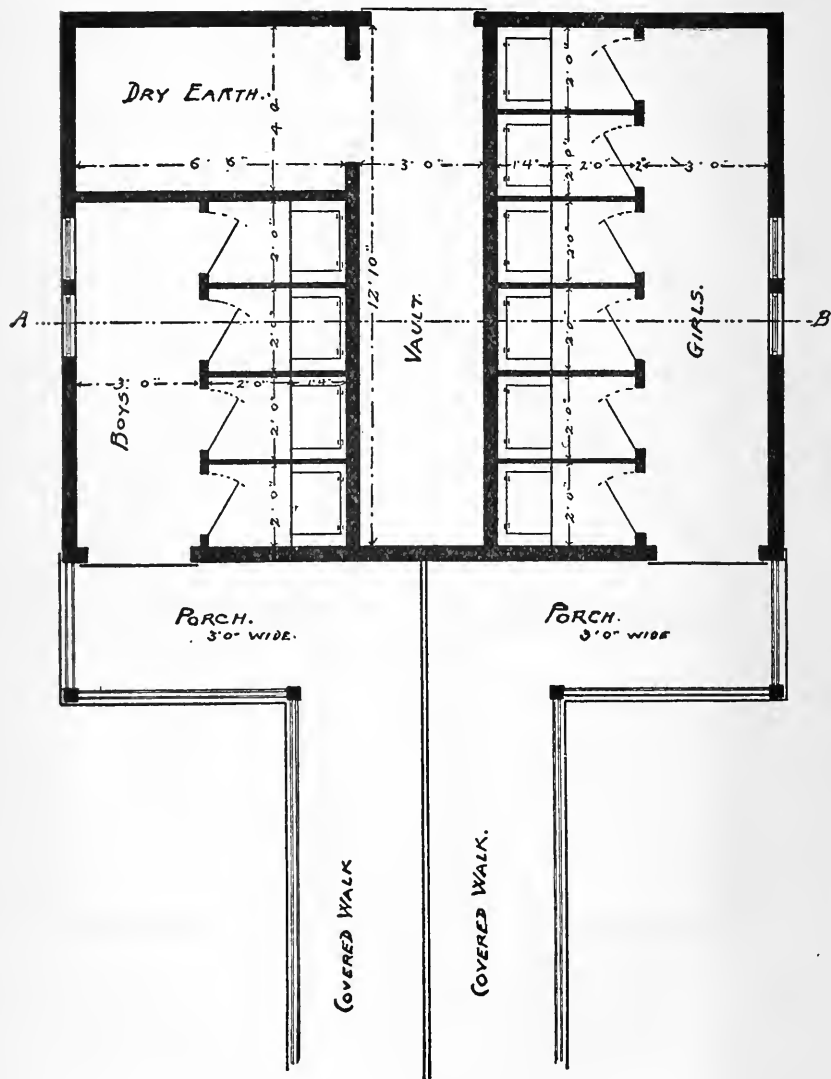 DRY EARTH.
4' 0"
2' 0"
2' 0"
6' 6"
3' 0"
1' 4"
2' 0"
2"
3' 0"
2' 0"
2' 0"
2' 0"
2' 0"
12' 10"
VAULT.
2' 0"
2' 0"
2' 0"
2' 0"
GIRLS.
A
B
BOYS.
3' 0"
2' 0"
1' 4"
PORCH.
3' 0" WIDE.
PORCH.
3' 0" WIDE
COVERED WALK
COVERED WALK.